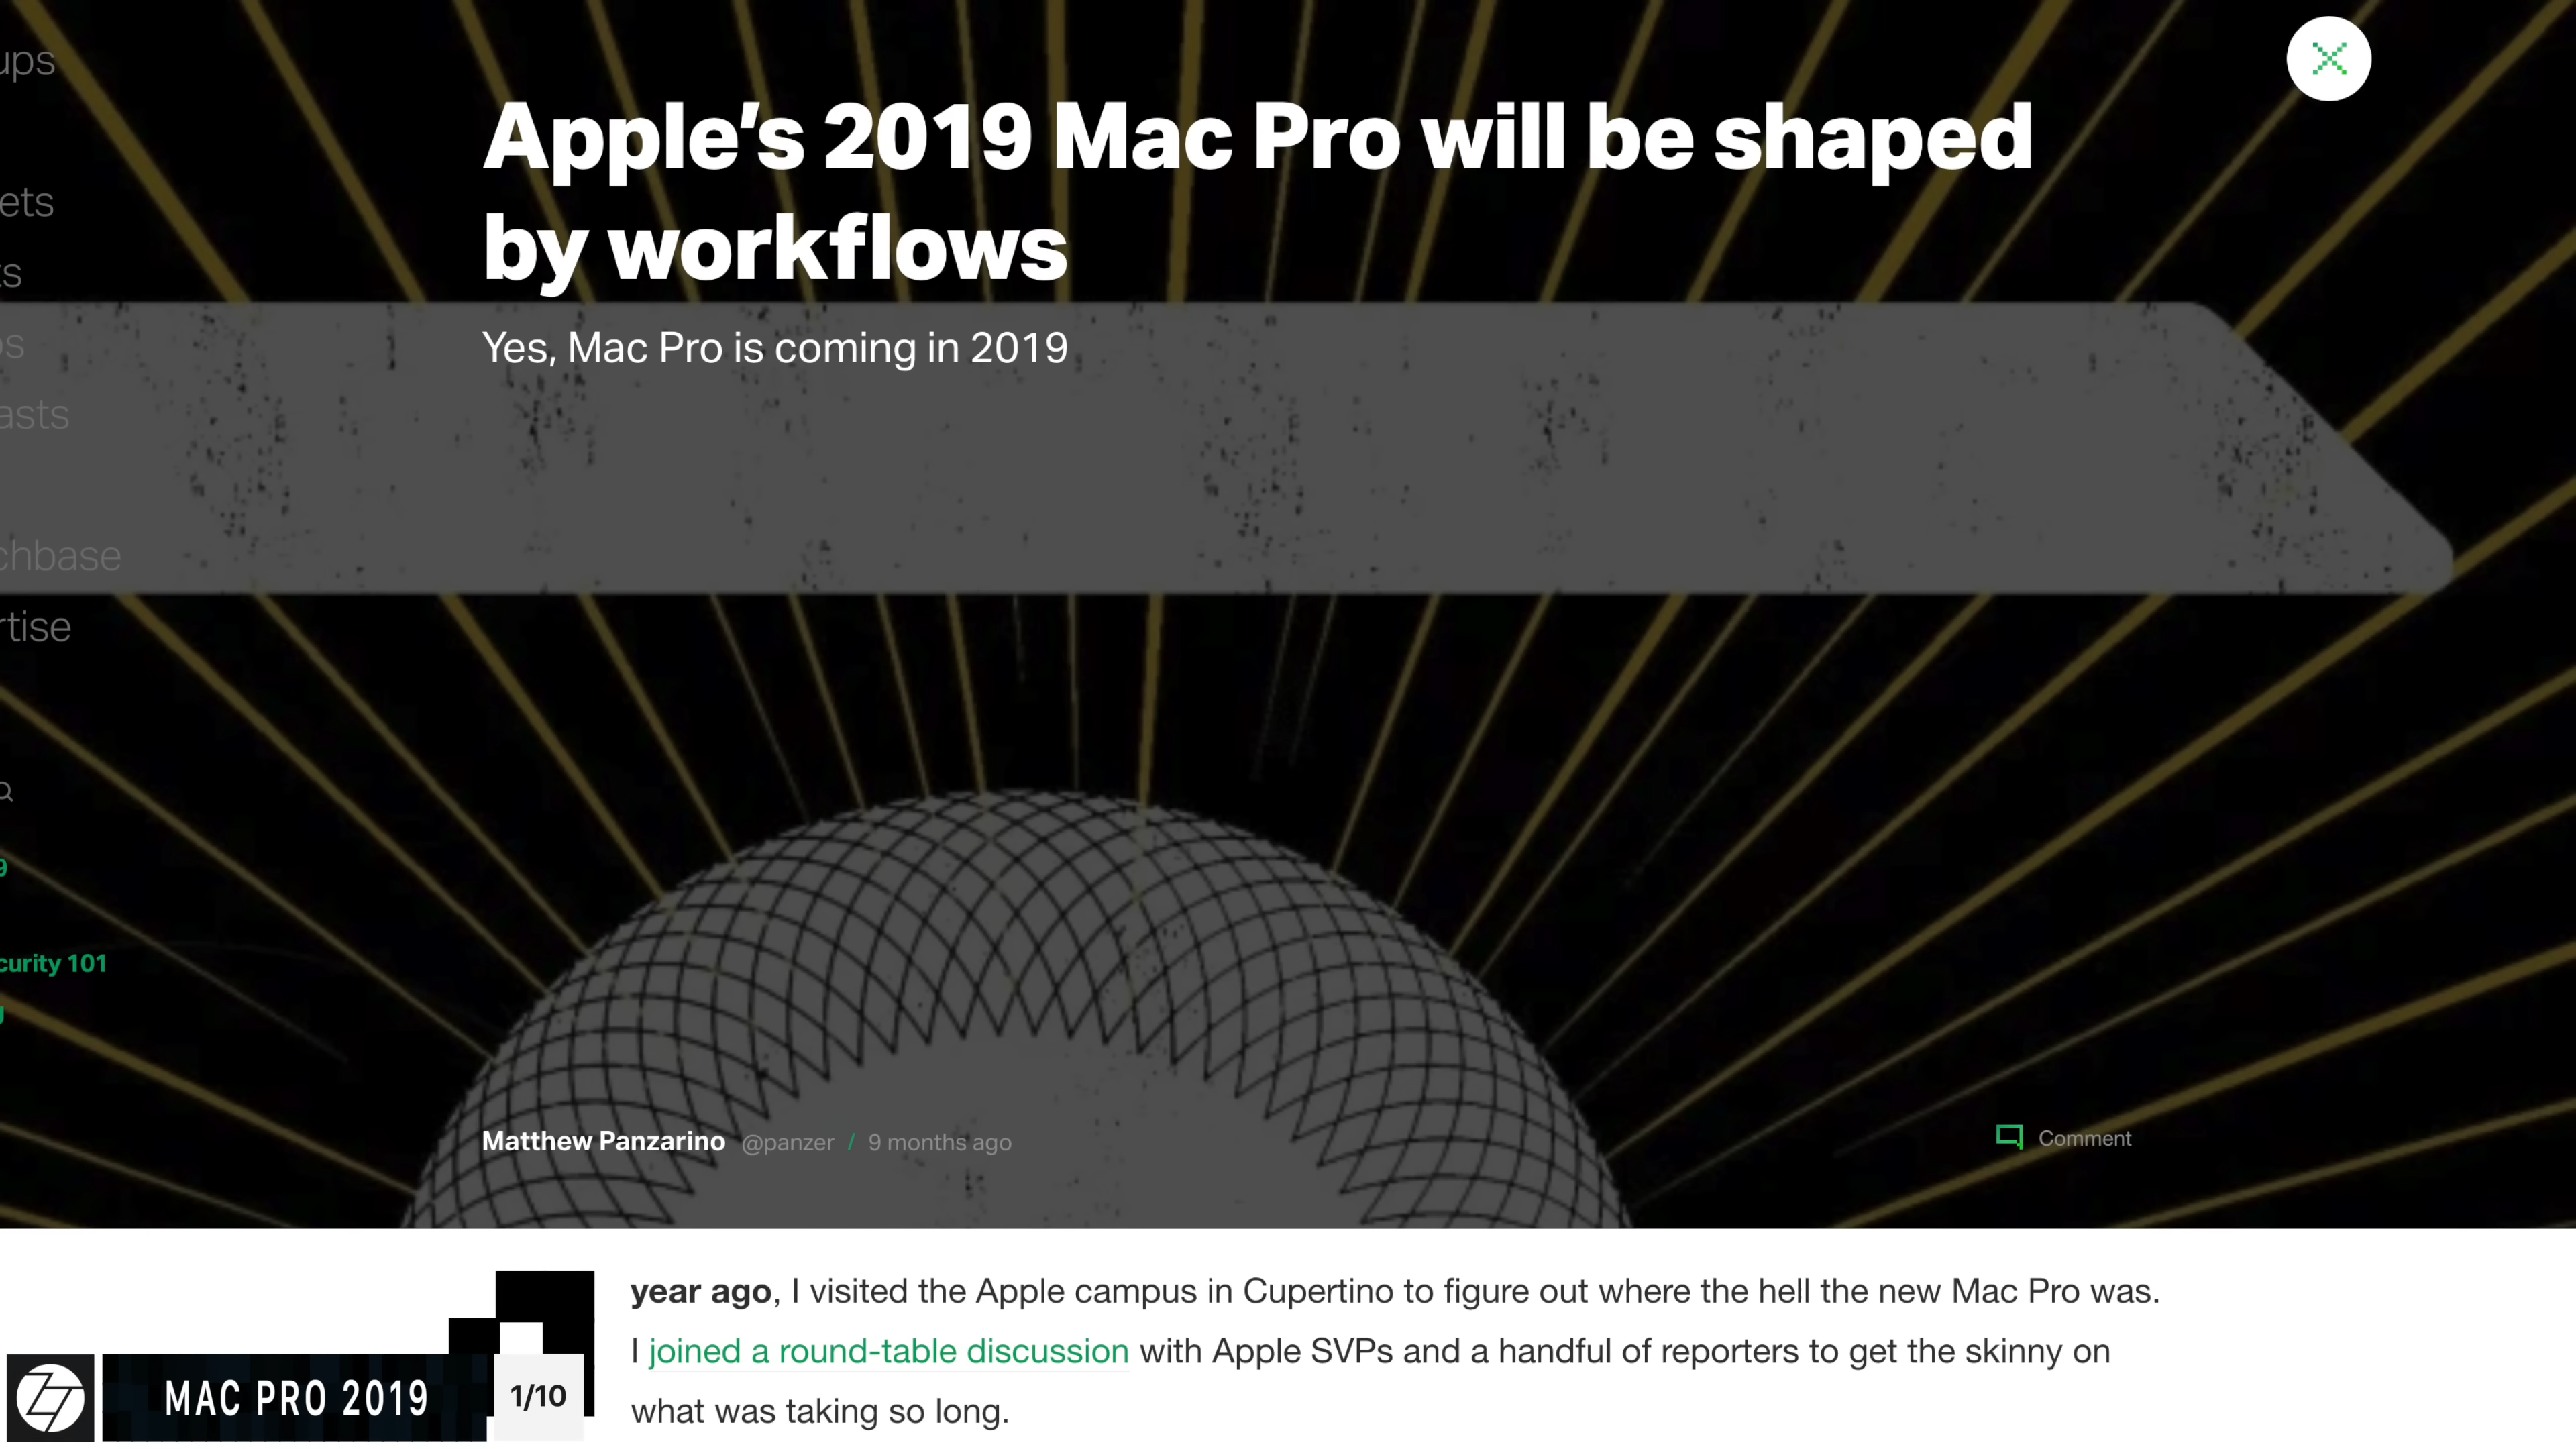 ups
ets
ts
os
asts
chbase
rtise
9
curity 101
Apple's 2019 Mac Pro will be shaped
by workflows
Yes, Mac Pro is coming in 2019
Matthew Panzarino @panzer / 9 months ago
Comment
year ago, I visited the Apple campus in Cupertino to figure out where the hell the new Mac Pro was.
I joined a round-table discussion with Apple SVPs and a handful of reporters to get the skinny on
what was taking so long.
MAC PRO 2019
1/10